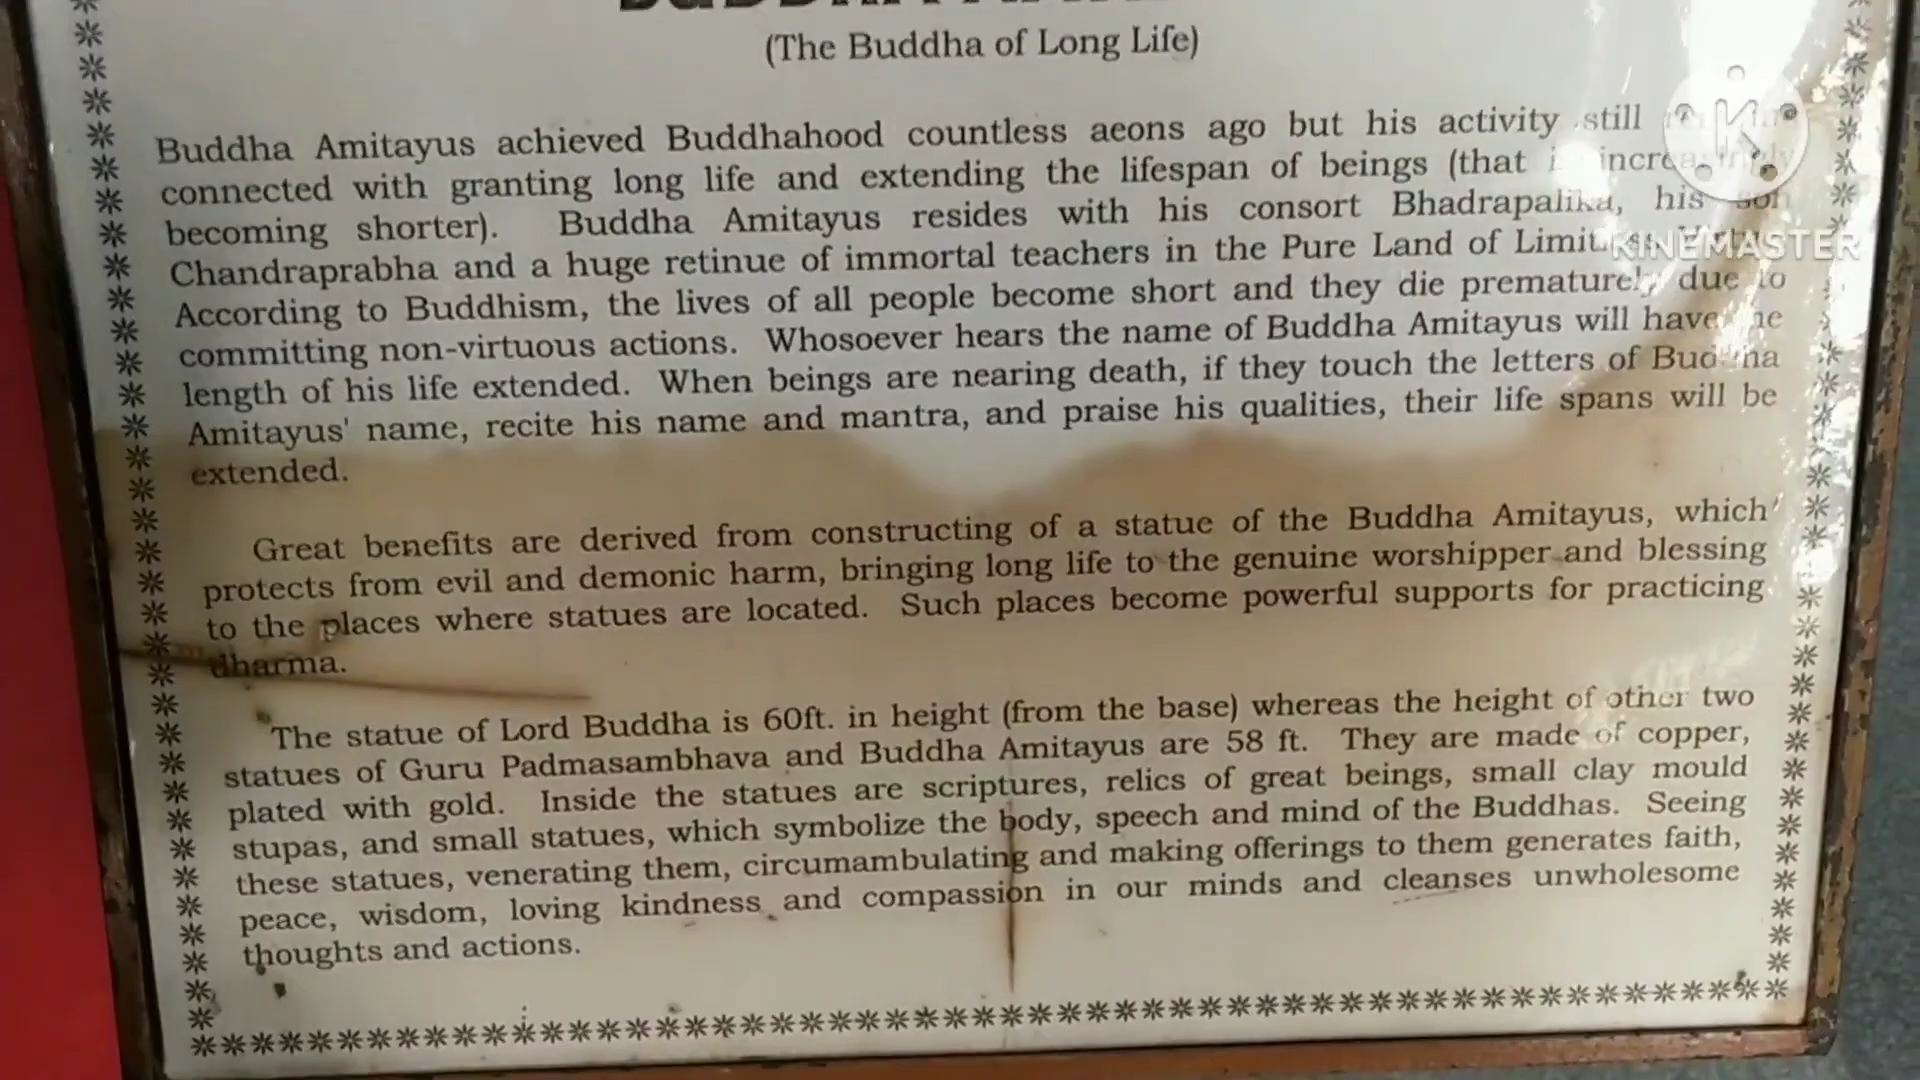 (The Buddha of Long Life)
Buddha Amitayus achieved Buddhahood countless aeons ago but his activity still
connected with granting long life and extending the lifespan of beings (that
becoming shorter). Buddha Amitayus resides with his consort Bhadrapalika, his son
Chandraprabha and a huge retinue of immortal teachers in the Pure Land of
According to Buddhism, the lives of all people become short and they die prematurely due to
committing non-virtuous actions. Whosoever hears the name of Buddha Amitayus will have the
length of his life extended. When beings are nearing death, if they touch the letters of Buddha
Amitayus' name, recite his name and mantra, and praise his qualities, their life spans will be
extended.
Great benefits are derived from constructing of a statue of the Buddha Amitayus, which
protects from evil and demonic harm, bringing long life to the genuine worshipper and blessing
to the places where statues are located. Such places become powerful supports for practicing
dharma.
The statue of Lord Buddha is 60ft. in height (from the base) whereas the height of other two
statues of Guru Padmasambhava and Buddha Amitayus are 58 ft. They are made of copper,
plated with gold. Inside the statues are scriptures, relics of great beings, small clay mould
stupas, and small statues, which symbolize the body, speech and mind of the Buddhas. Seeing
these statues, venerating them, circumambulating and making offerings to them generates faith,
peace, wisdom, loving kindness and compassion in our minds and cleanses unwholesome
thoughts and actions.
K
KINEMASTER